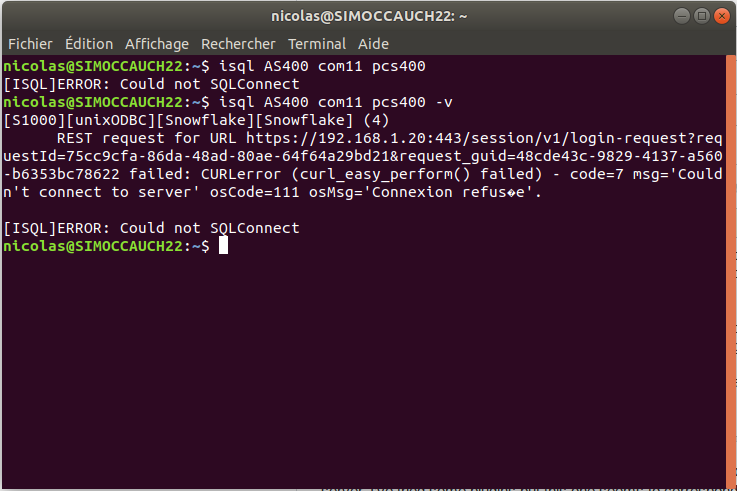 nicolas@SIMOCCAUCH22: ~
Fichier Édition Affichage Rechercher Terminal Aide
nicolas@SIMOCCAUCH22:~$ isql AS400 com11 pcs400
[ISQL]ERROR: Could not SQLConnect
nicolas@SIMOCCAUCH22:~$ isql AS400 com11 pcs400 -v
[S1000][unixODBC][Snowflake][Snowflake] (4)
REST request for URL https://192.168.1.20:443/session/v1/login-request?req
uestId=75cc9cfa-86da-48ad-80ae-64f64a29bd21&request_guid=48cde43c-9829-4137-a560
-b6353bc78622 failed: CURLerror (curl_easy_perform() failed) - code=7 msg='Could
n't connect to server' osCode=111 osMsg='Connexion refus�e'.
[ISQL]ERROR: Could not SQLConnect
nicolas@SIMOCCAUCH22:~$